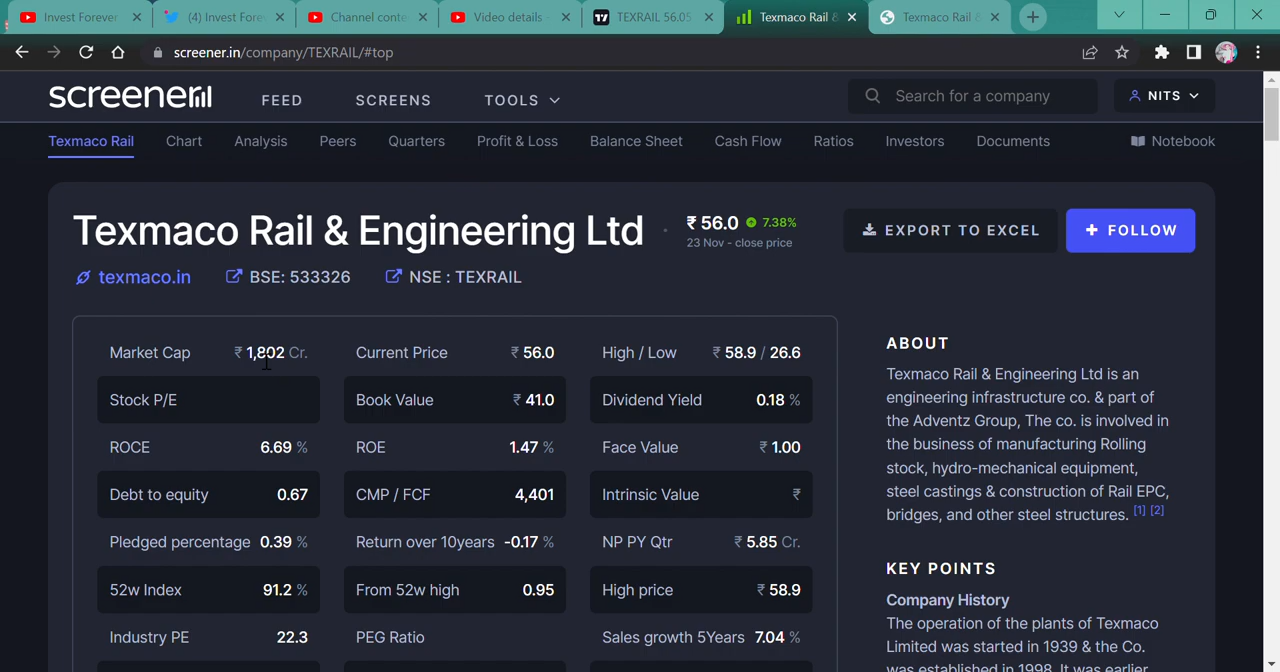 Invest Forever
(4) Invest Fore
Channel conte
Video details
TEXRAIL 56.05
Texmaco Rail &
Texmaco Rail &
screener.in/company/TEXRAIL/#top
screener
FEED
SCREENS
TOOLS
Search for a company
NITS
Texmaco Rail
Chart
Analysis
Peers
Quarters
Profit & Loss
Balance Sheet
Cash Flow
Ratios
Investors
Documents
Notebook
Texmaco Rail & Engineering Ltd
₹ 56.0 7.38%
23 Nov - close price
EXPORT TO EXCEL
+ FOLLOW
texmaco.in
BSE: 533326
NSE : TEXRAIL
Market Cap ₹ 1,802 Cr.
Current Price ₹ 56.0
High / Low ₹ 58.9 / 26.6
Stock P/E
Book Value ₹ 41.0
Dividend Yield 0.18 %
ROCE 6.69 %
ROE 1.47 %
Face Value ₹ 1.00
Debt to equity 0.67
CMP / FCF 4,401
Intrinsic Value ₹
Pledged percentage 0.39 %
Return over 10years -0.17 %
NP PY Qtr ₹ 5.85 Cr.
52w Index 91.2 %
From 52w high 0.95
High price ₹ 58.9
Industry PE 22.3
PEG Ratio
Sales growth 5Years 7.04 %
ABOUT
Texmaco Rail & Engineering Ltd is an
engineering infrastructure co. & part of
the Adventz Group, The co. is involved in
the business of manufacturing Rolling
stock, hydro-mechanical equipment,
steel castings & construction of Rail EPC,
bridges, and other steel structures. [1] [2]
KEY POINTS
Company History
The operation of the plants of Texmaco
Limited was started in 1939 & the Co.
was established in 1998. It was earlier